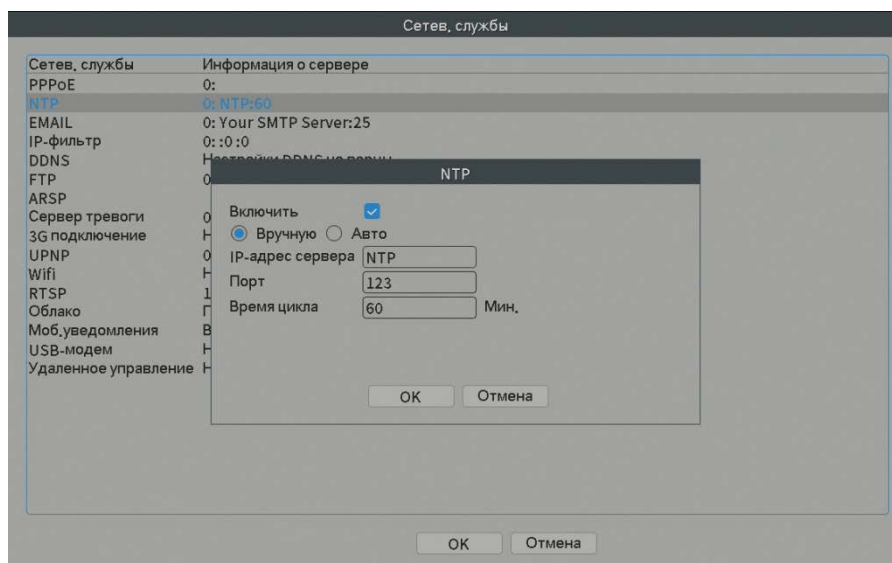 Сетев. службы
Сетев. службы Информация о сервере
PPPoE 0:
NTP 0: NTP:60
EMAIL 0: Your SMTP Server:25
IP-фильтр 0: :0 :0
DDNS
FTP 0
ARSP
Сервер тревоги 0
3G подключение Н
UPNP 0
Wifi Н
RTSP 1
Облако
Моб.уведомления В
USB-модем Н
Удаленное управление Н
NTP
Включить
Вручную Авто
IP-адрес сервера NTP
Порт 123
Время цикла 60 Мин.
OK Отмена
OK Отмена